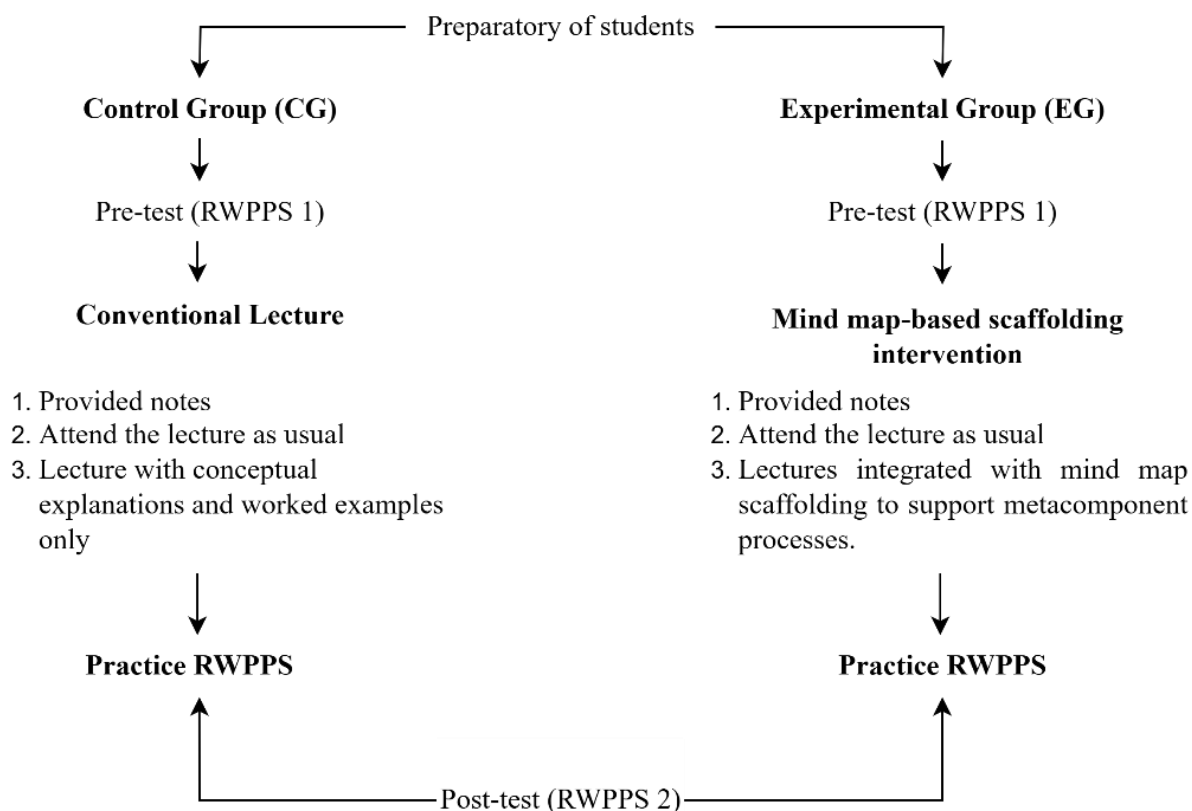 Preparatory of students
Control Group (CG)
Experimental Group (EG)
Pre-test (RWPPS 1)
Pre-test (RWPPS 1)
Conventional Lecture
Mind map-based scaffolding
intervention
1. Provided notes
2. Attend the lecture as usual
3. Lecture with conceptual
explanations and worked examples
only
1. Provided notes
2. Attend the lecture as usual
3. Lectures integrated with mind map
scaffolding to support metacomponent
processes.
Practice RWPPS
Practice RWPPS
Post-test (RWPPS 2)